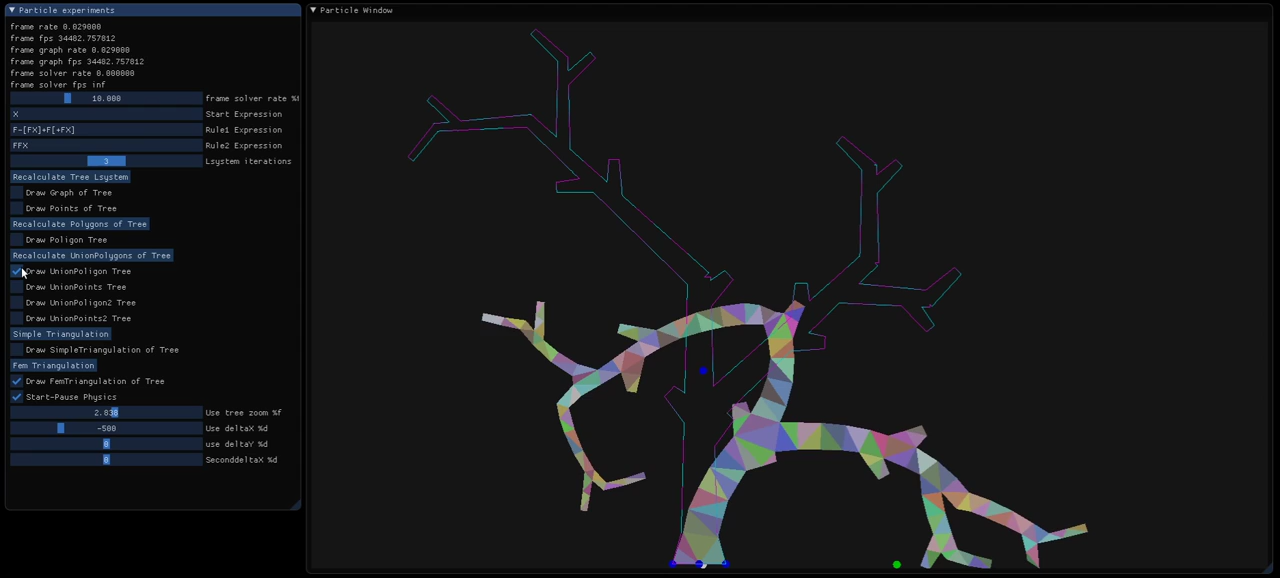 Particle experiments
frame rate 0.029000
frame fps 34482.757812
frame graph rate 0.029000
frame graph fps 34482.757812
frame solver rate 0.000000
frame solver fps inf
10.000 frame solver rate %f
X Start Expression
F-[FX]+F[+FX] Rule1 Expression
FFX Rule2 Expression
3 Lsystem iterations
Recalculate Tree Lsystem
Draw Graph of Tree
Draw Points of Tree
Recalculate Polygons of Tree
Draw Poligon Tree
Recalculate UnionPolygons of Tree
Draw UnionPoligon Tree
Draw UnionPoints Tree
Draw UnionPoligon2 Tree
Draw UnionPoints2 Tree
Simple Triangulation
Draw SimpleTriangulation of Tree
Fem Triangulation
Draw FemTriangulation of Tree
Start-Pause Physics
2.838 Use tree zoom %f
-500 Use deltaX %d
0 use deltaY %d
0 SeconddeltaX %d
Particle Window